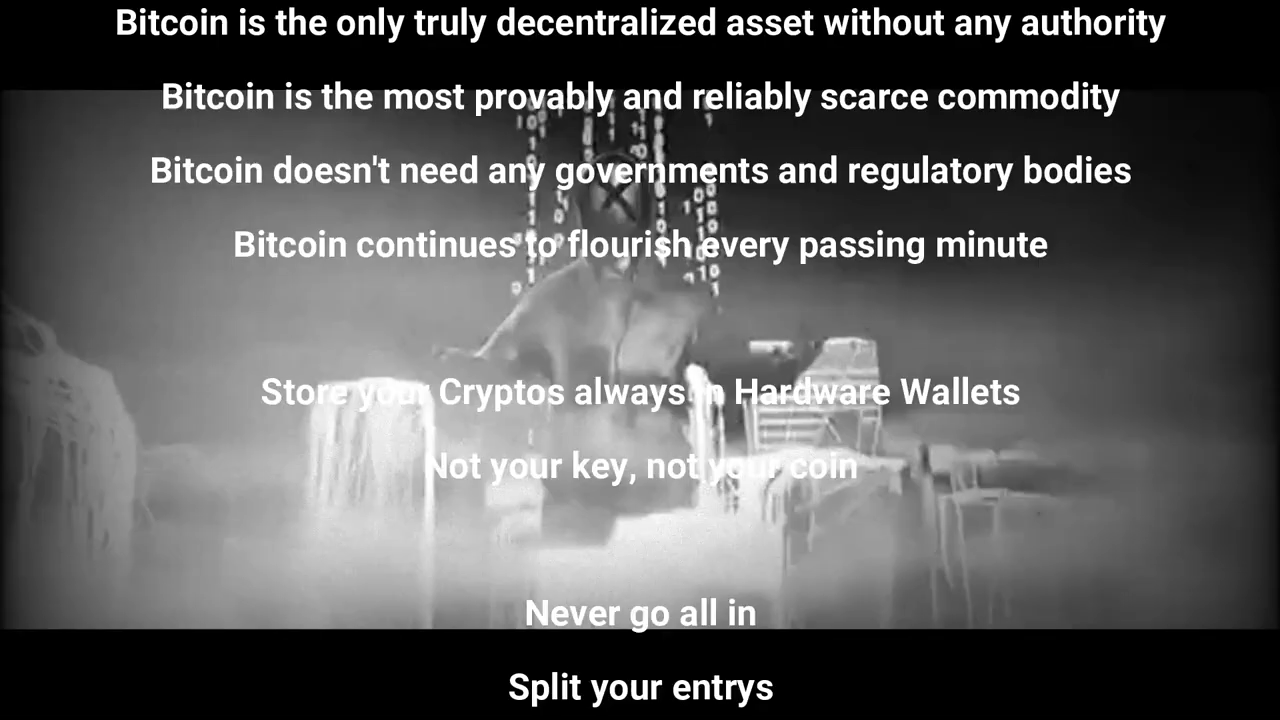 Bitcoin is the only truly decentralized asset without any authority
Bitcoin is the most provably and reliably scarce commodity
Bitcoin doesn't need any governments and regulatory bodies
Bitcoin continues to flourish every passing minute
Store your Cryptos always in Hardware Wallets
Not your key, not your coin
Never go all in
Split your entrys